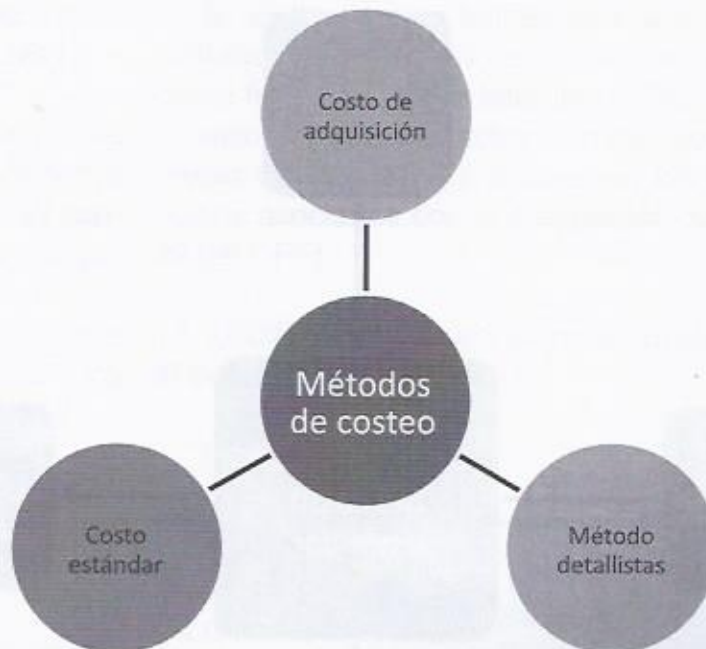 Costo de
adquisición
Métodos
de costeo
Costo
estándar
Método
detallistas